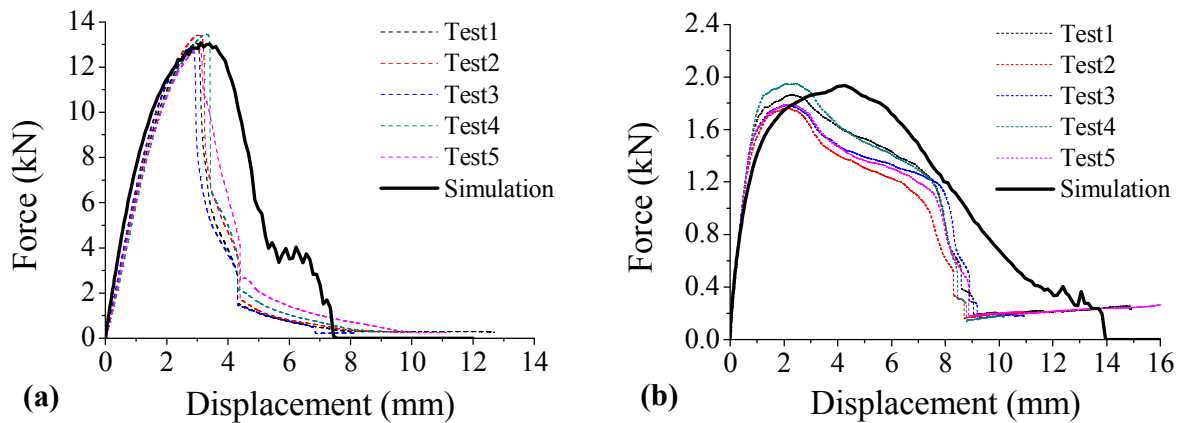 14
12
10
8
6
4
2
0
0 2 4 6 8 10 12 14
Force (kN)
Displacement (mm)
Test1
Test2
Test3
Test4
Test5
Simulation
(a)
2.4
2.0
1.6
1.2
0.8
0.4
0.0
0 2 4 6 8 10 12 14 16
Force (kN)
Displacement (mm)
Test1
Test2
Test3
Test4
Test5
Simulation
(b)